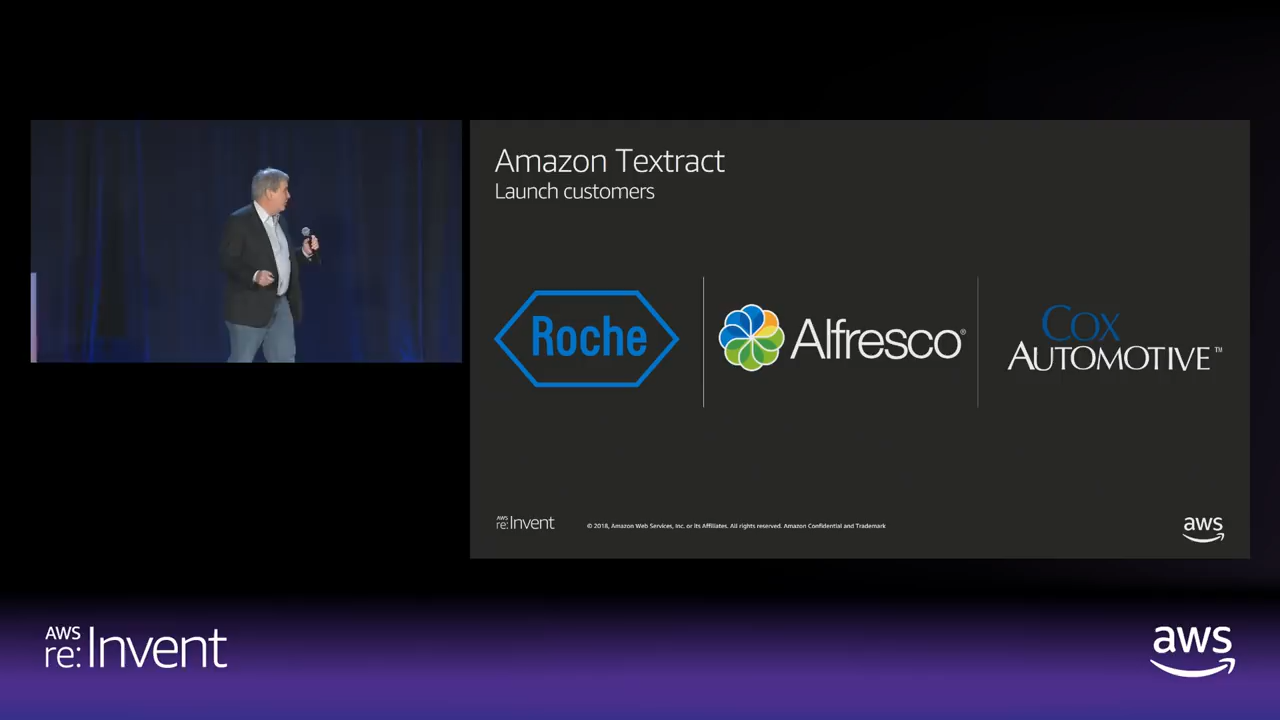 Amazon Textract
Launch customers
Roche
Alfresco®
COX
AUTOMOTIVE™
AWS
re:Invent
© 2018, Amazon Web Services, Inc. or its Affiliates. All rights reserved. Amazon Confidential and Trademark
aws
AWS
re:Invent
aws